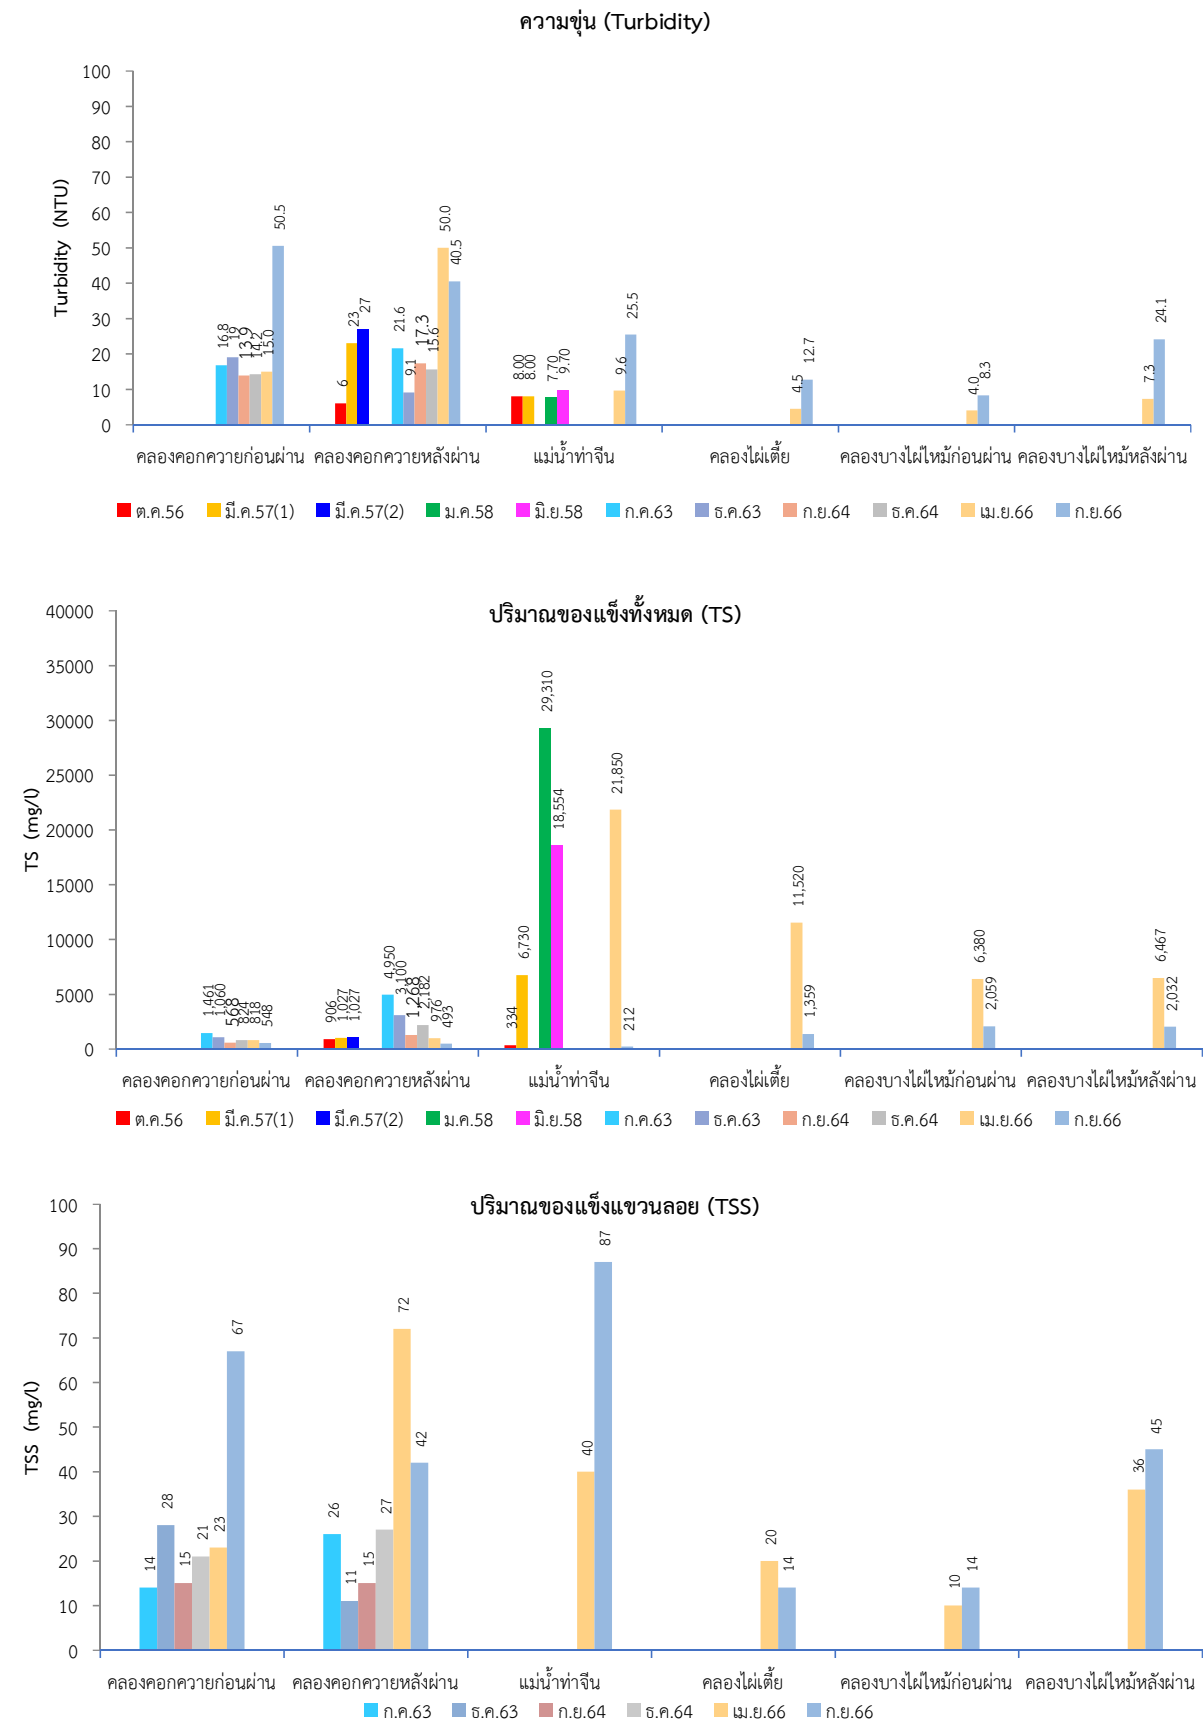 ความขุ่น (Turbidity)
100
90
80
70
60
50
40
30
20
10
0
Turbidity (NTU)
16.8 19 13.9 14.2 15.0 50.5
6 23 27 21.6 9.1 17.3 15.6 50.0 40.5
8.00 8.00 7.70 9.70 9.6 25.5
4.5 12.7
4.0 8.3
7.3 24.1
คลองคอกควายก่อนผ่าน คลองคอกควายหลังผ่าน แม่น้ำท่าจีน คลองไผ่เตี้ย คลองบางไผ่ไหม้ก่อนผ่าน คลองบางไผ่ไหม้หลังผ่าน
ต.ค.56 มี.ค.57(1) มี.ค.57(2) ม.ค.58 มิ.ย.58 ก.ค.63 ธ.ค.63 ก.ย.64 ธ.ค.64 เม.ย.66 ก.ย.66
ปริมาณของแข็งทั้งหมด (TS)
40000
35000
30000
25000
20000
15000
10000
5000
0
TS (mg/l)
1,461 1,060 568 824 818 548
906 1,027 1,027 4,950 3,100 1,268 2,182 976 493
334 6,730 29,310 18,554 21,850 212
11,520 1,359
6,380 2,059
6,467 2,032
คลองคอกควายก่อนผ่าน คลองคอกควายหลังผ่าน แม่น้ำท่าจีน คลองไผ่เตี้ย คลองบางไผ่ไหม้ก่อนผ่าน คลองบางไผ่ไหม้หลังผ่าน
ต.ค.56 มี.ค.57(1) มี.ค.57(2) ม.ค.58 มิ.ย.58 ก.ค.63 ธ.ค.63 ก.ย.64 ธ.ค.64 เม.ย.66 ก.ย.66
ปริมาณของแข็งแขวนลอย (TSS)
100
90
80
70
60
50
40
30
20
10
0
TSS (mg/l)
14 28 15 21 23 67
26 11 15 27 72 42
40 87
20 14
10 14
36 45
คลองคอกควายก่อนผ่าน คลองคอกควายหลังผ่าน แม่น้ำท่าจีน คลองไผ่เตี้ย คลองบางไผ่ไหม้ก่อนผ่าน คลองบางไผ่ไหม้หลังผ่าน
ก.ค.63 ธ.ค.63 ก.ย.64 ธ.ค.64 เม.ย.66 ก.ย.66